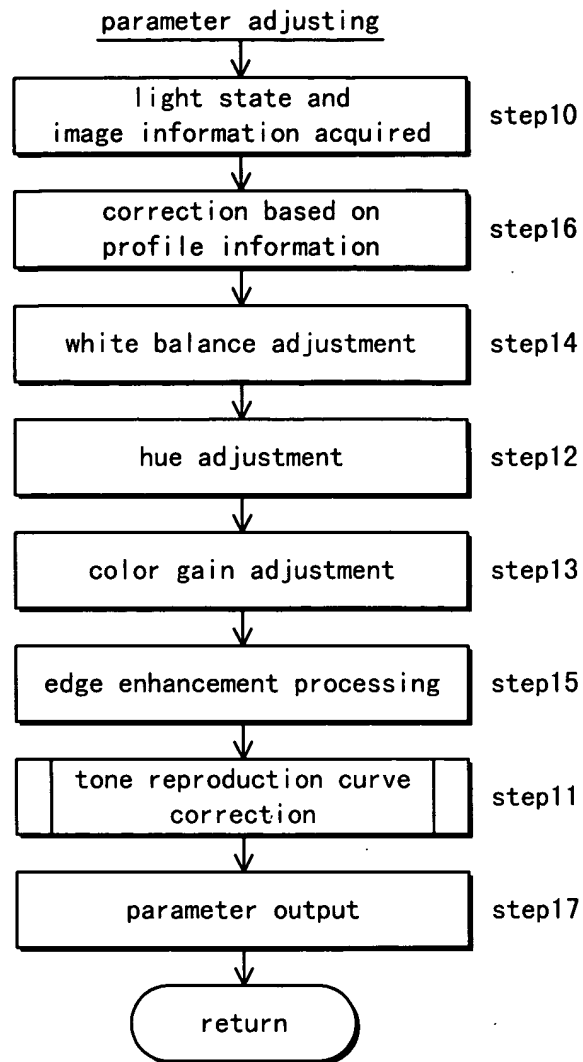 parameter adjusting
light state and
image information acquired
step10
correction based on
profile information
step16
white balance adjustment
step14
hue adjustment
step12
color gain adjustment
step13
edge enhancement processing
step15
tone reproduction curve
correction
step11
parameter output
step17
return